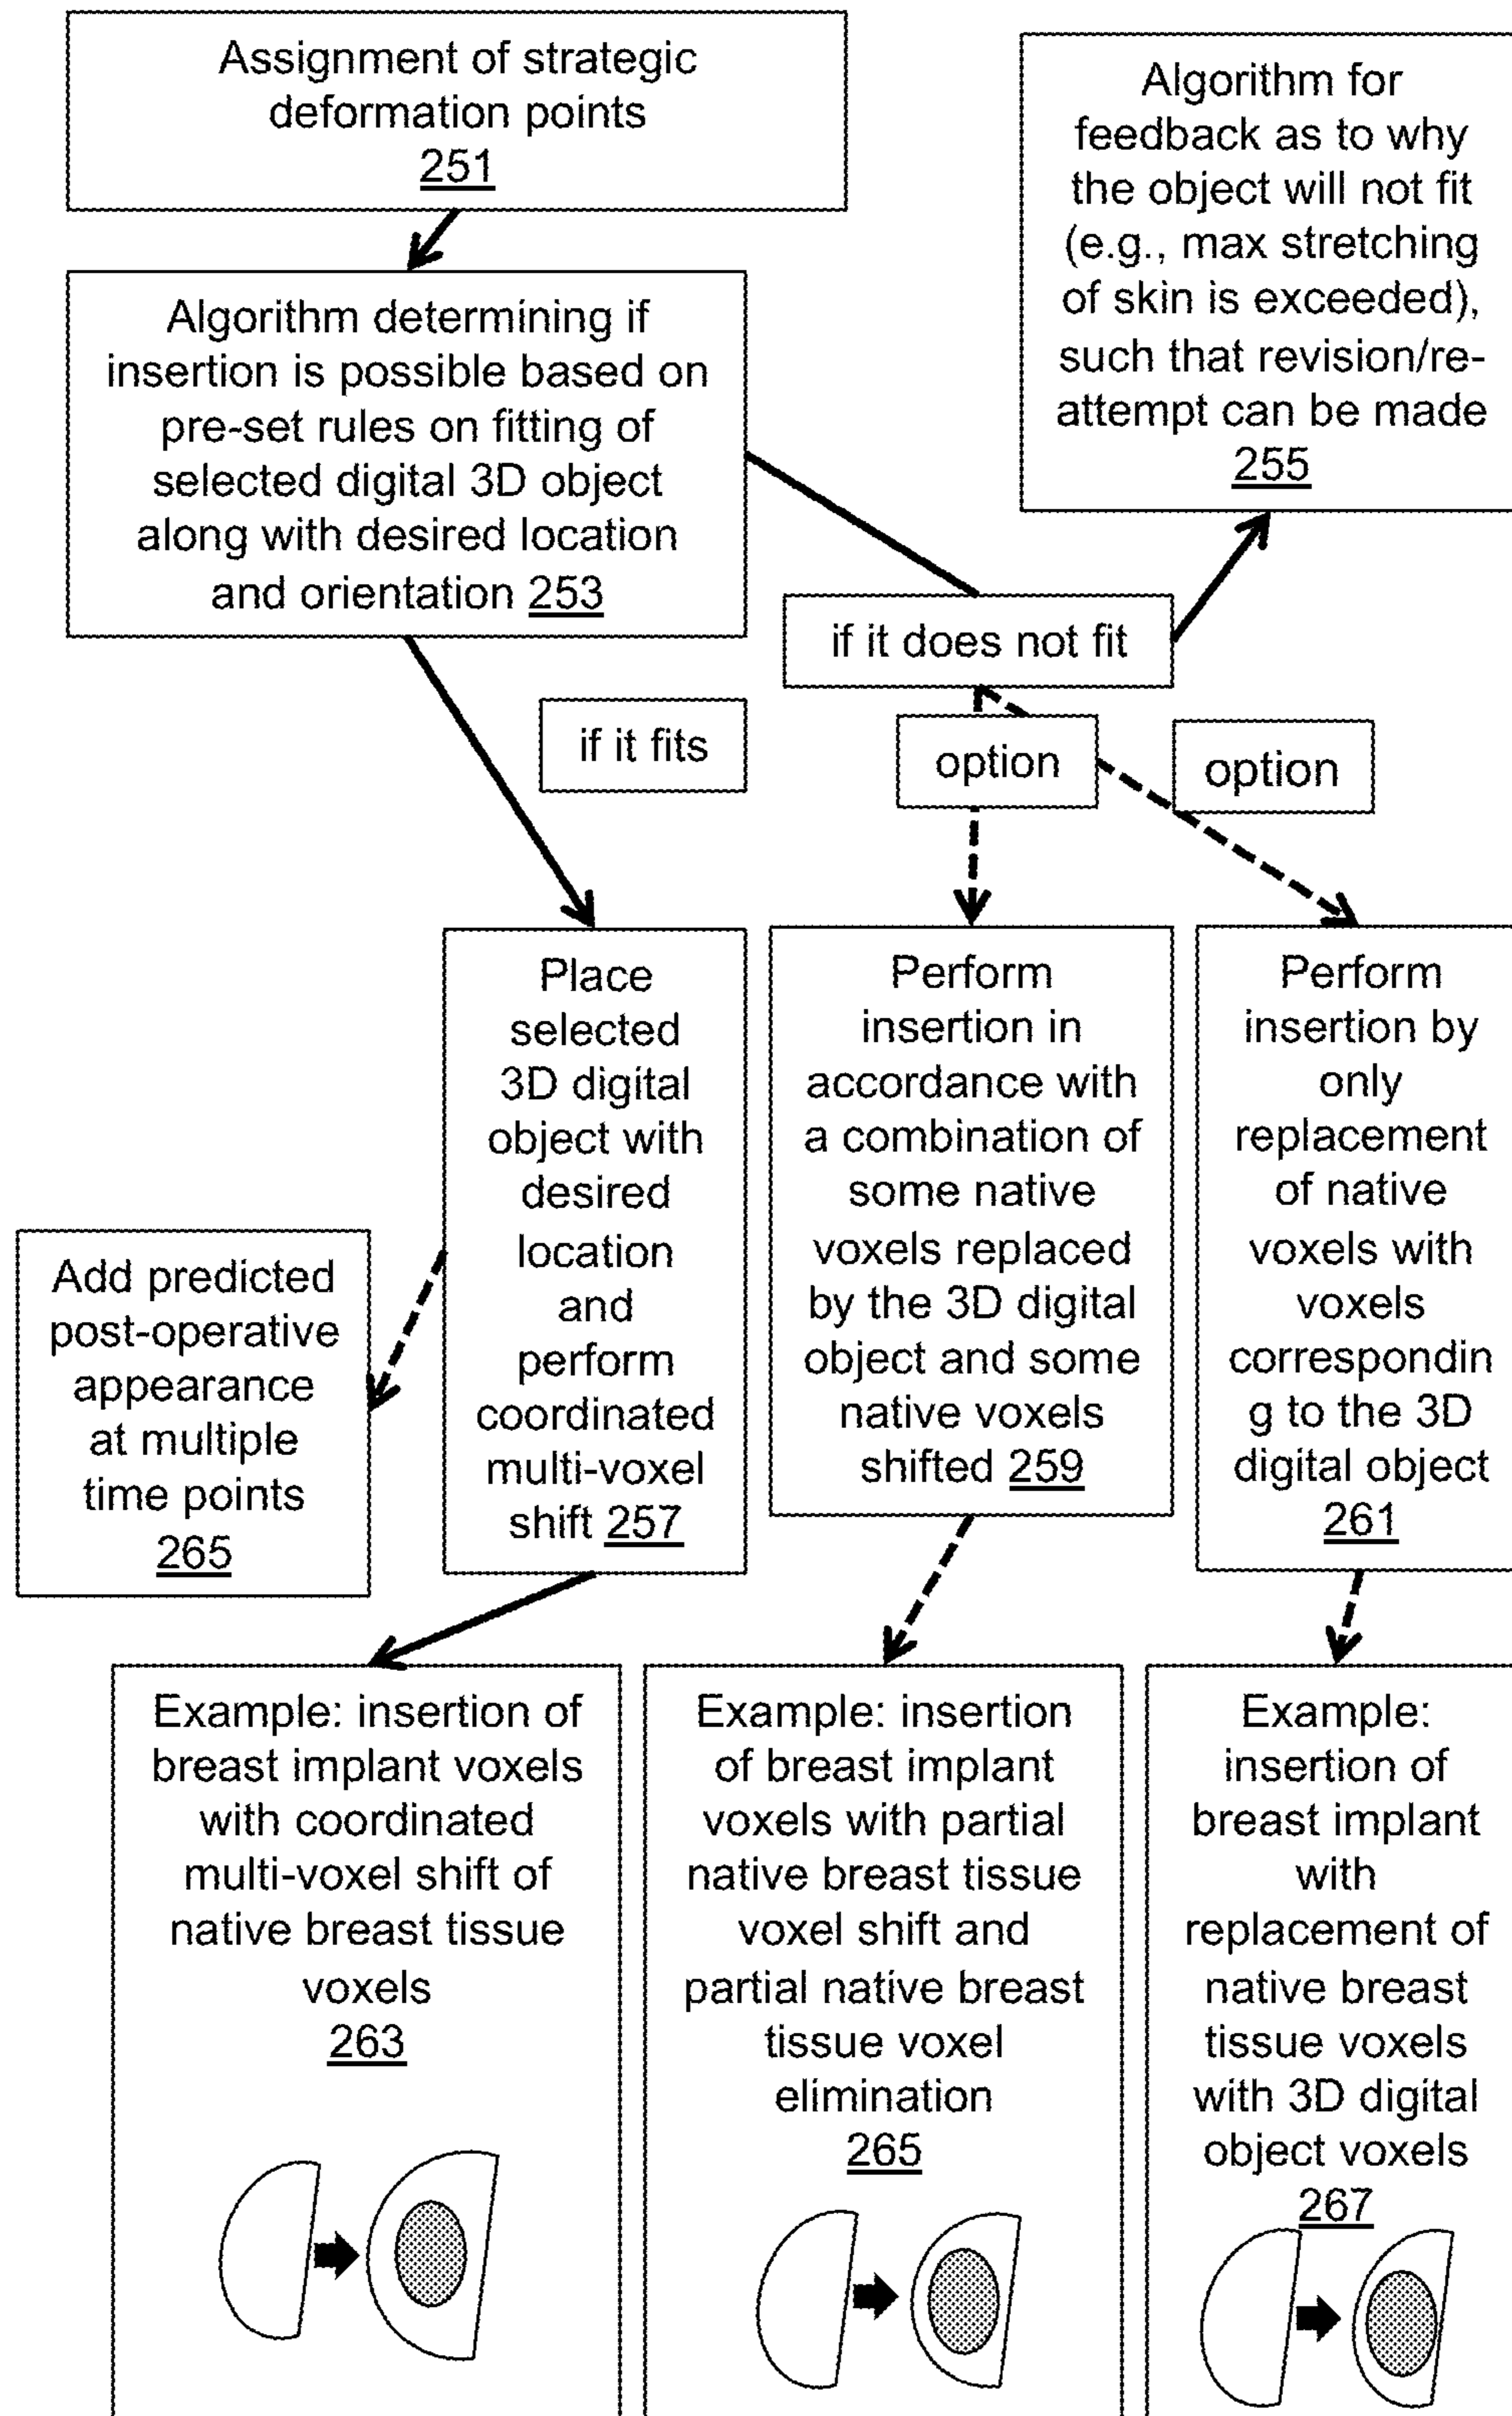 Assignment of strategic
deformation points
251
Algorithm for
feedback as to why
the object will not fit
(e.g., max stretching
of skin is exceeded),
such that revision/re-
attempt can be made
255
Algorithm determining if
insertion is possible based on
pre-set rules on fitting of
selected digital 3D object
along with desired location
and orientation 253
if it does not fit
if it fits
option
option
Place
selected
3D digital
object with
desired
location
and
perform
coordinated
multi-voxel
shift 257
Perform
insertion in
accordance with
a combination of
some native
voxels replaced
by the 3D digital
object and some
native voxels
shifted 259
Perform
insertion by
only
replacement
of native
voxels with
voxels
correspondin
g to the 3D
digital object
261
Add predicted
post-operative
appearance
at multiple
time points
265
Example: insertion of
breast implant voxels
with coordinated
multi-voxel shift of
native breast tissue
voxels
263
Example: insertion
of breast implant
voxels with partial
native breast tissue
voxel shift and
partial native breast
tissue voxel
elimination
265
Example:
insertion of
breast implant
with
replacement of
native breast
tissue voxels
with 3D digital
object voxels
267